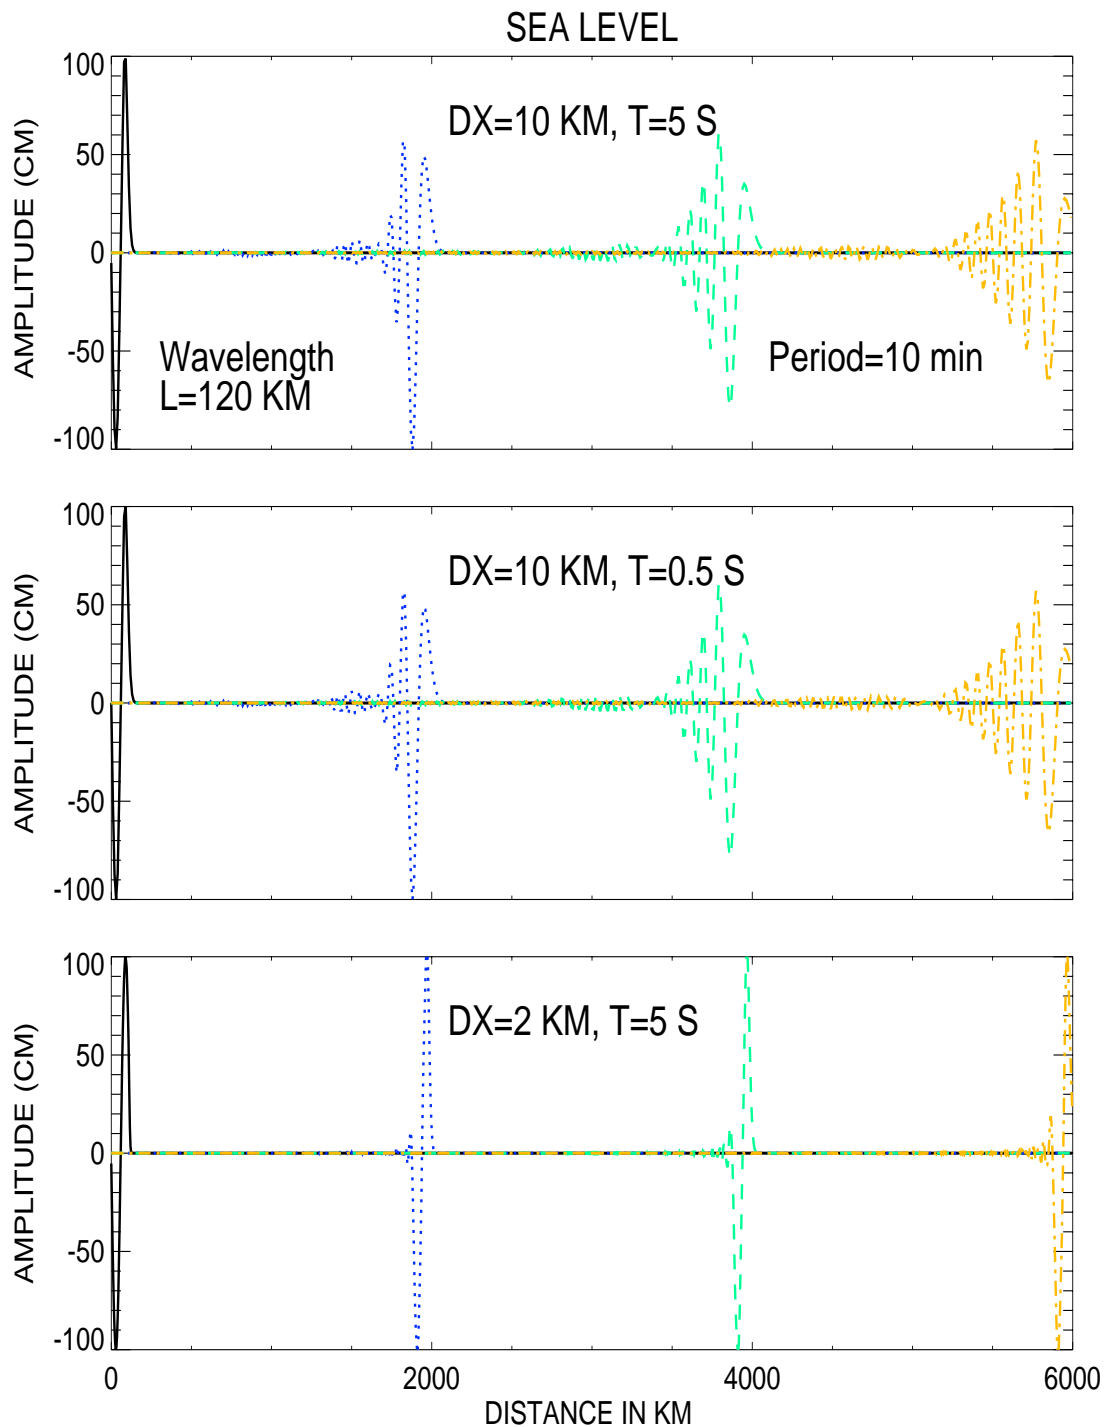 SEA LEVEL
100
50
0
-50
-100
AMPLITUDE (CM)
DX=10 KM, T=5 S
Wavelength
L=120 KM
Period=10 min
100
50
0
-50
-100
AMPLITUDE (CM)
DX=10 KM, T=0.5 S
100
50
0
-50
-100
AMPLITUDE (CM)
DX=2 KM, T=5 S
0 2000 4000 6000
DISTANCE IN KM